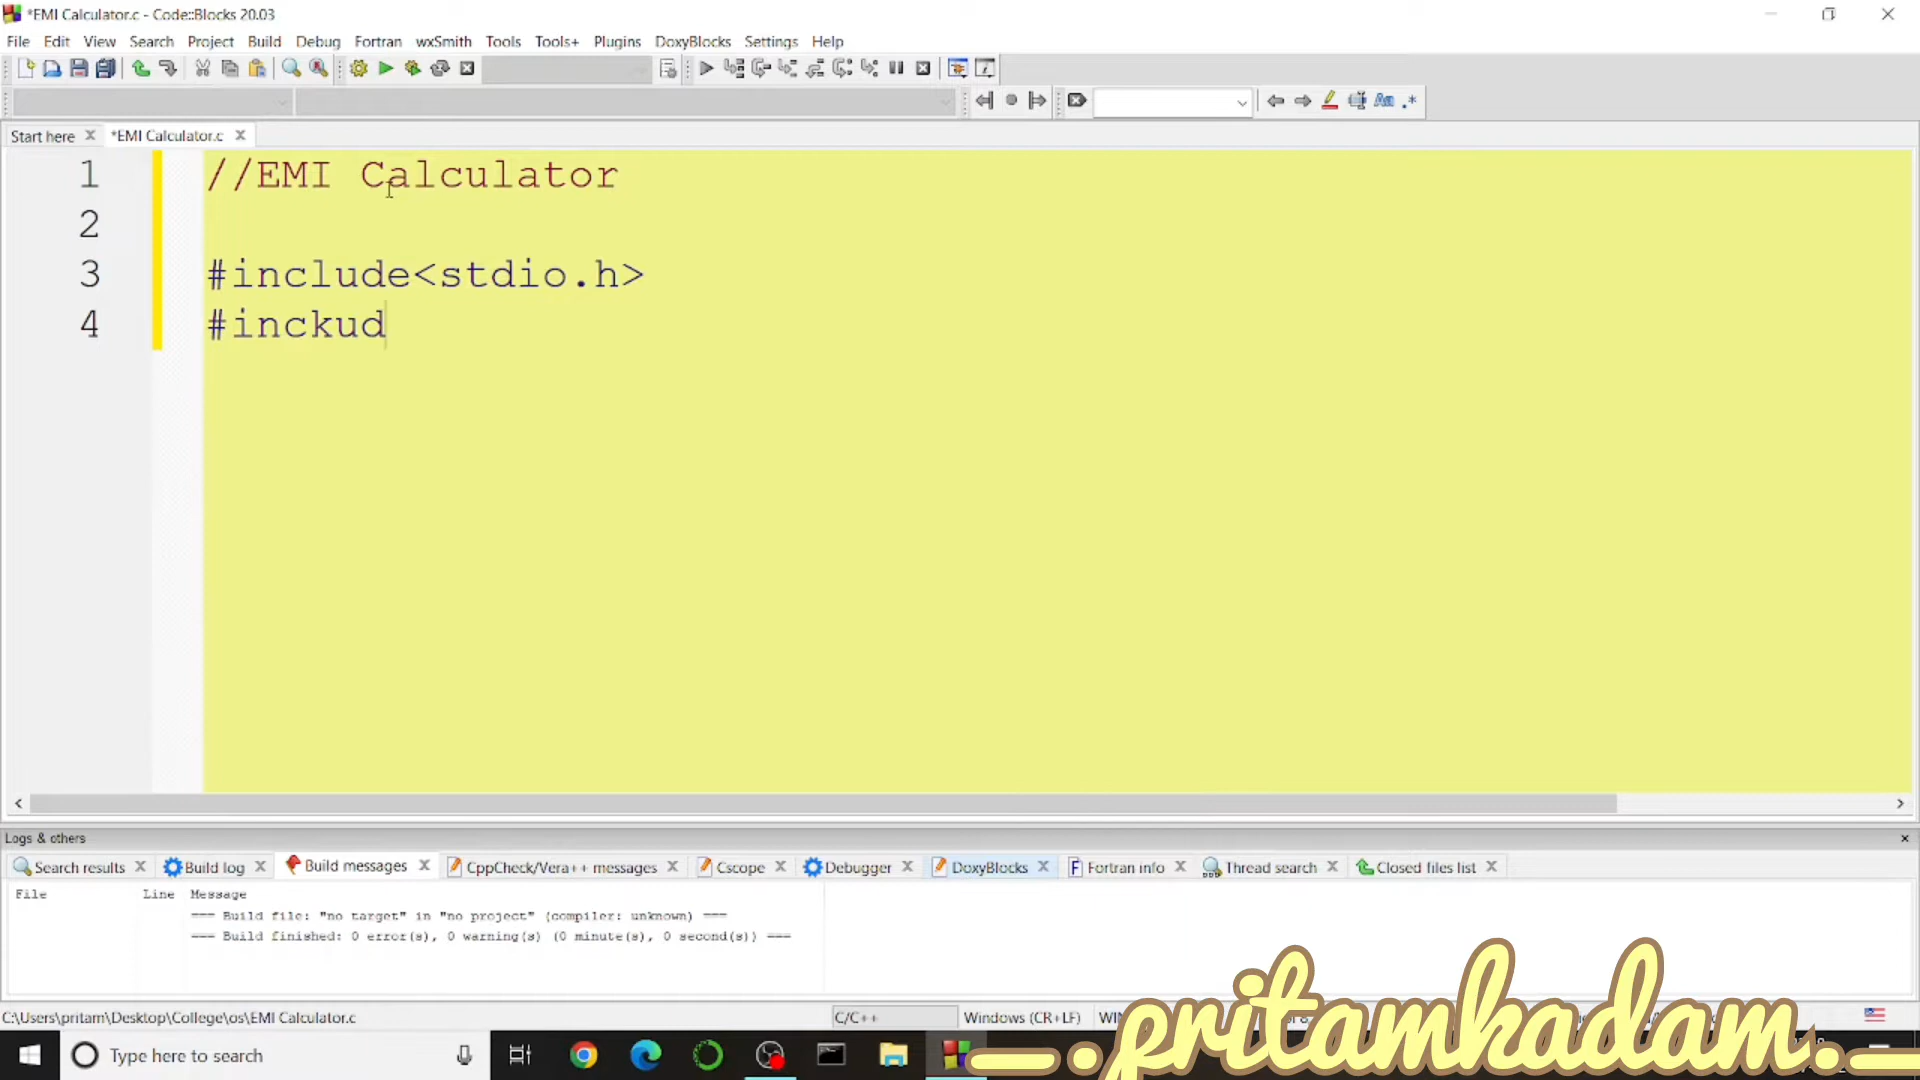 *EMI Calculator.c - Code::Blocks 20.03
File Edit View Search Project Build Debug Fortran wxSmith Tools Tools+ Plugins DoxyBlocks Settings Help
Start here *EMI Calculator.c
1 //EMI Calculator
2
3 #include<stdio.h>
4 #inckud
Logs & others
Search results Build log Build messages CppCheck/Vera++ messages Cscope Debugger DoxyBlocks Fortran info Thread search Closed files list
File Line Message
=== Build file: "no target" in "no project" (compiler: unknown) ===
=== Build finished: 0 error(s), 0 warning(s) (0 minute(s), 0 second(s)) ===
C:\Users\pritam\Desktop\College\os\EMI Calculator.c C/C++ Windows (CR+LF)
Type here to search
_.pritamkadam._